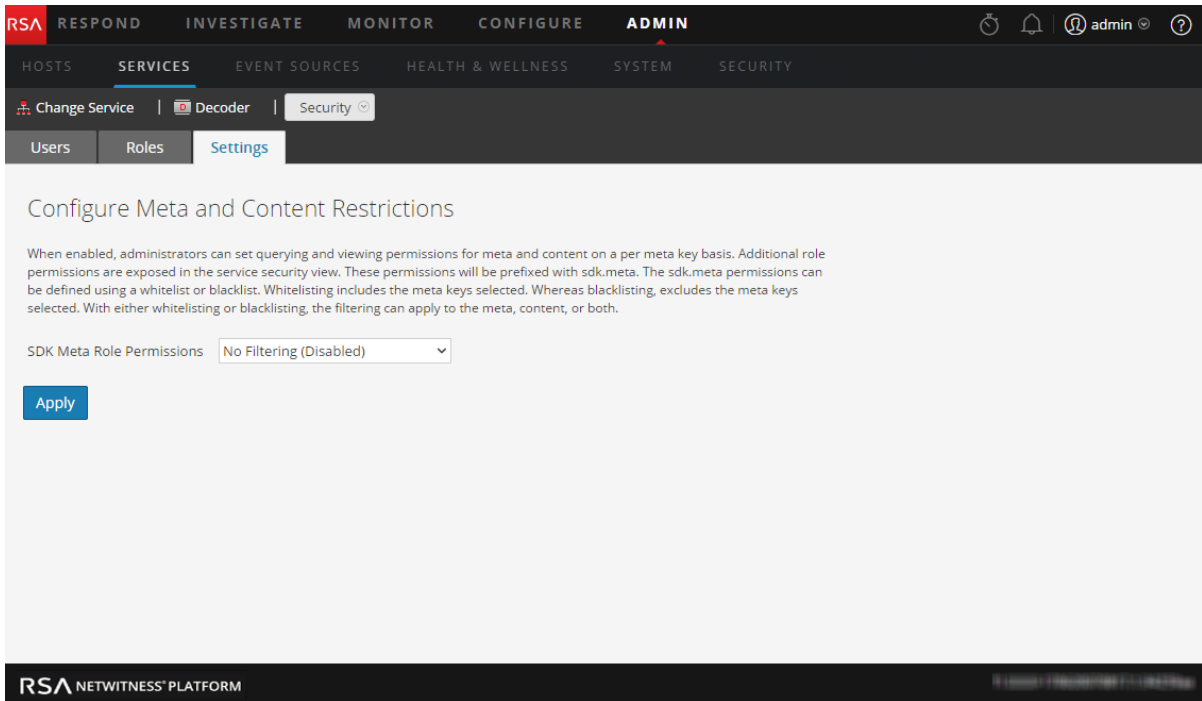 RSA RESPOND INVESTIGATE MONITOR CONFIGURE ADMIN admin
HOSTS SERVICES EVENT SOURCES HEALTH & WELLNESS SYSTEM SECURITY
Change Service | D Decoder | Security
Users Roles Settings
Configure Meta and Content Restrictions
When enabled, administrators can set querying and viewing permissions for meta and content on a per meta key basis. Additional role
permissions are exposed in the service security view. These permissions will be prefixed with sdk.meta. The sdk.meta permissions can
be defined using a whitelist or blacklist. Whitelisting includes the meta keys selected. Whereas blacklisting, excludes the meta keys
selected. With either whitelisting or blacklisting, the filtering can apply to the meta, content, or both.
SDK Meta Role Permissions No Filtering (Disabled)
Apply
RSA NETWITNESS® PLATFORM